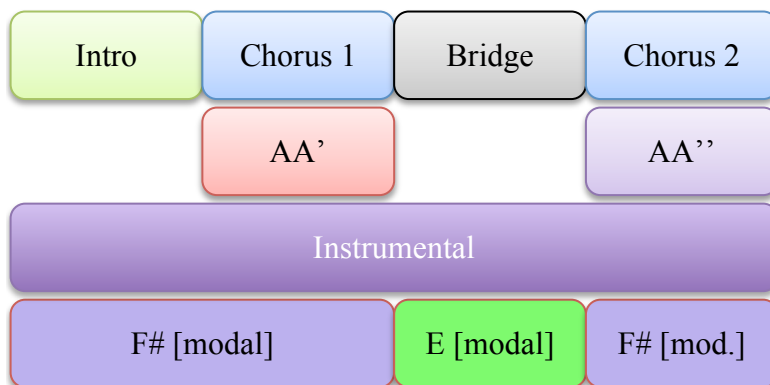 Intro
Chorus 1
Bridge
Chorus 2
AA’
AA’’
Instrumental
F# [modal]
E [modal]
F# [mod.]